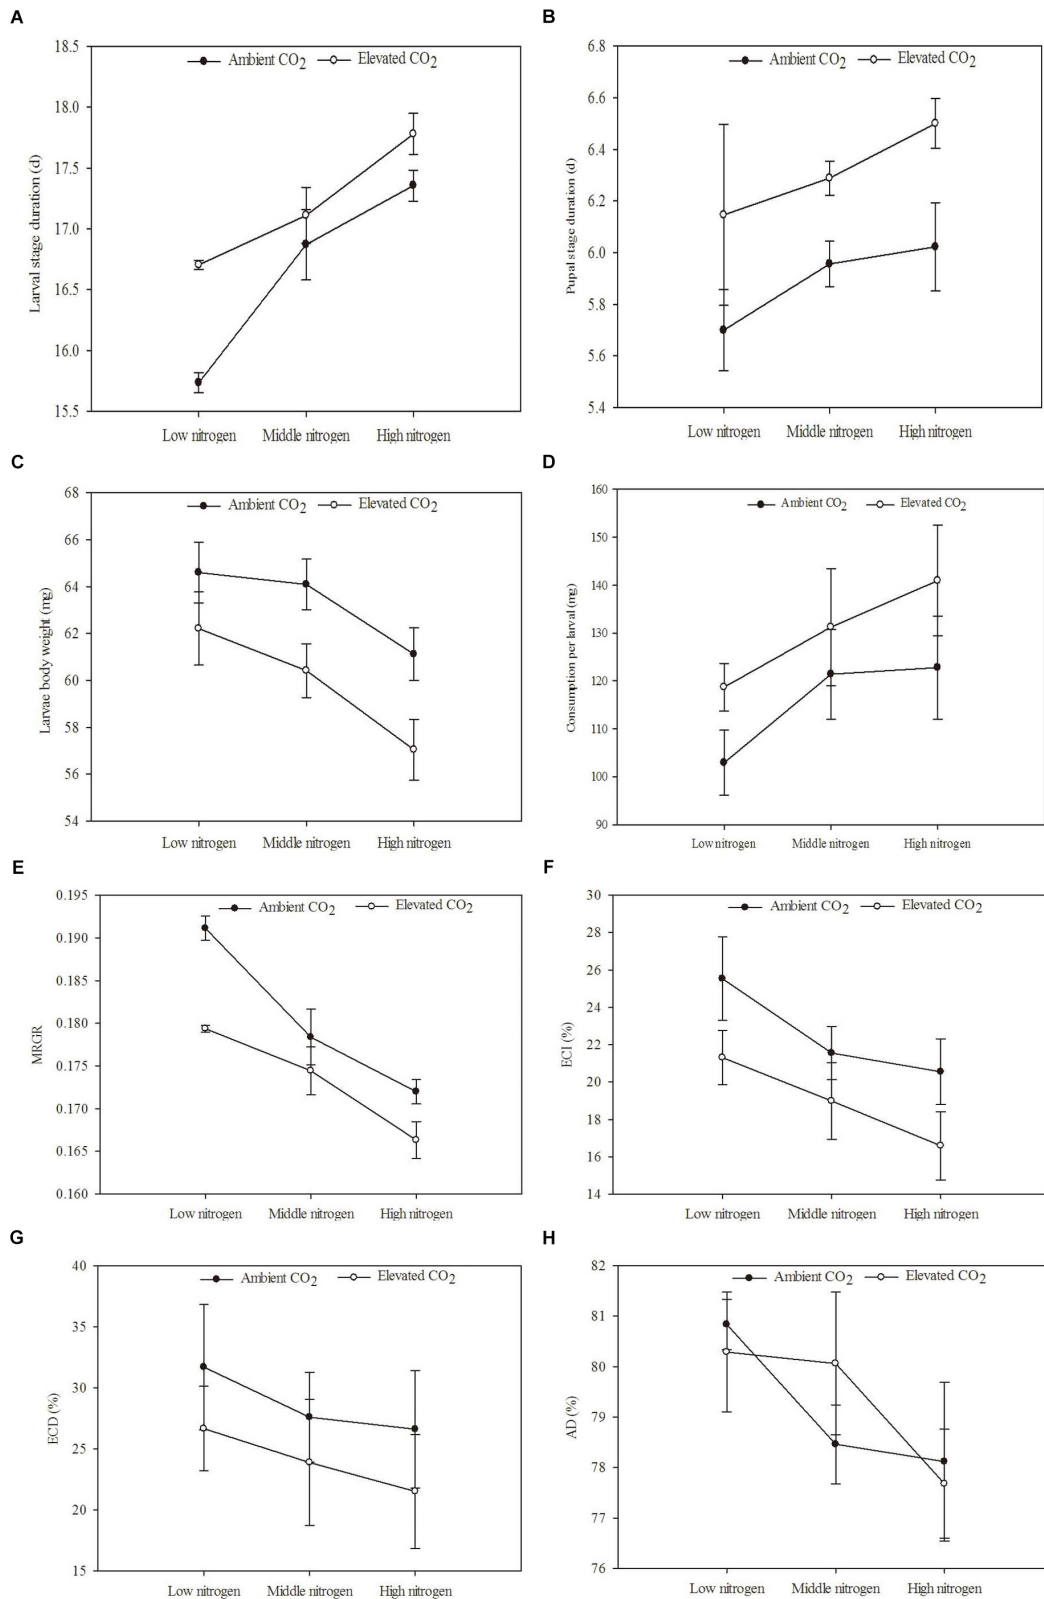 A
B
Ambient CO2 Elevated CO2
Larval stage duration (d)
18.5
18.0
17.5
17.0
16.5
16.0
15.5
Low nitrogen Middle nitrogen High nitrogen
Ambient CO2 Elevated CO2
Pupal stage duration (d)
6.8
6.6
6.4
6.2
6.0
5.8
5.6
5.4
Low nitrogen Middle nitrogen High nitrogen
C
D
Ambient CO2 Elevated CO2
Larvae body weight (mg)
68
66
64
62
60
58
56
54
Low nitrogen Middle nitrogen High nitrogen
Ambient CO2 Elevated CO2
Consumption per larval (mg)
160
150
140
130
120
110
100
90
Low nitrogen Middle nitrogen High nitrogen
E
F
Ambient CO2 Elevated CO2
MRGR
0.195
0.190
0.185
0.180
0.175
0.170
0.165
0.160
Low nitrogen Middle nitrogen High nitrogen
Ambient CO2 Elevated CO2
ECI (%)
30
28
26
24
22
20
18
16
14
Low nitrogen Middle nitrogen High nitrogen
G
H
Ambient CO2 Elevated CO2
ECD (%)
40
35
30
25
20
15
Low nitrogen Middle nitrogen High nitrogen
Ambient CO2 Elevated CO2
AD (%)
82
81
80
79
78
77
76
Low nitrogen Middle nitrogen High nitrogen